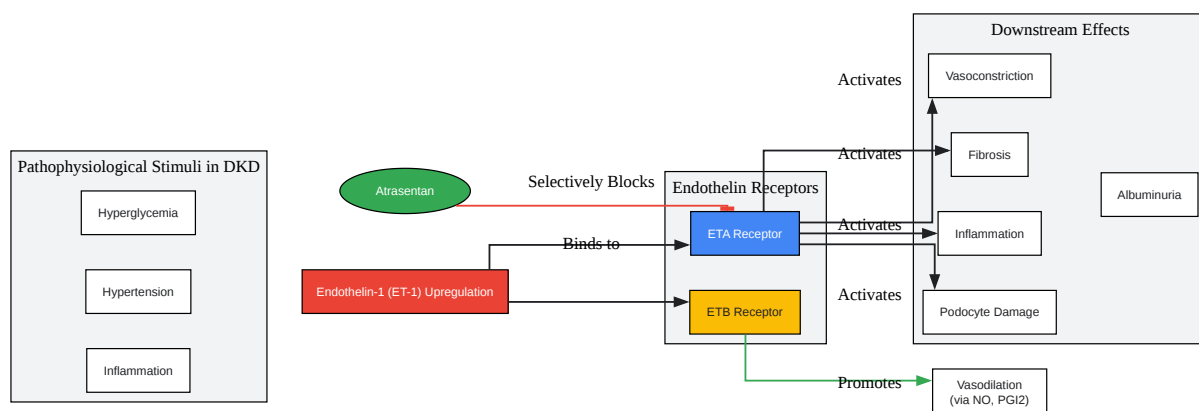 Pathophysiological Stimuli in DKD
Hyperglycemia
Hypertension
Inflammation
Atrasentan
Endothelin-1 (ET-1) Upregulation
Selectively Blocks
Binds to
Endothelin Receptors
ETA Receptor
ETB Receptor
Activates
Activates
Activates
Activates
Promotes
Downstream Effects
Vasoconstriction
Fibrosis
Albuminuria
Inflammation
Podocyte Damage
Vasodilation
(via NO, PGI2)